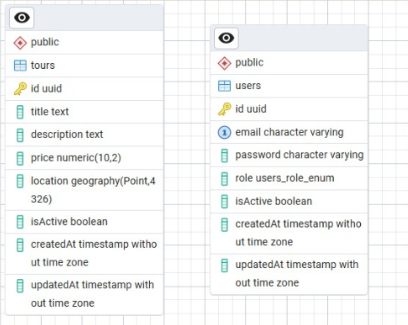 public
tours
id uuid
title text
description text
price numeric(10,2)
location geography(Point,4
326)
isActive boolean
createdAt timestamp witho
ut time zone
updatedAt timestamp with
out time zone
public
users
id uuid
1 email character varying
password character varying
role users_role_enum
isActive boolean
createdAt timestamp witho
ut time zone
updatedAt timestamp with
out time zone